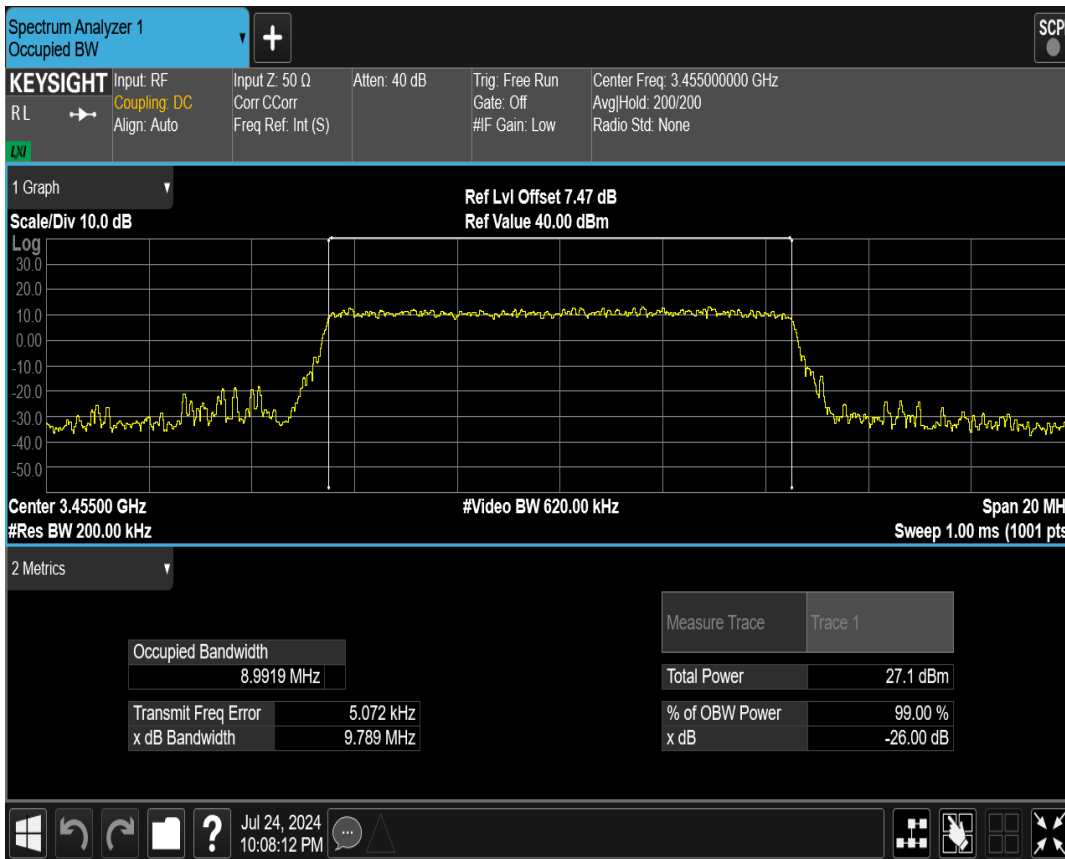 Spectrum Analyzer 1
Occupied BW
+
SCP
KEYSIGHT
RL
LXI
Input: RF
Coupling: DC
Align: Auto
Input Z: 50 Ω
Corr CCorr
Freq Ref: Int (S)
Atten: 40 dB
Trig: Free Run
Gate: Off
#IF Gain: Low
Center Freq: 3.455000000 GHz
Avg|Hold: 200/200
Radio Std: None
1 Graph
Ref Lvl Offset 7.47 dB
Scale/Div 10.0 dB
Ref Value 40.00 dBm
Log
30.0
20.0
10.0
0.00
-10.0
-20.0
-30.0
-40.0
-50.0
Center 3.45500 GHz
#Video BW 620.00 kHz
Span 20 MH
#Res BW 200.00 kHz
Sweep 1.00 ms (1001 pts
2 Metrics
Measure Trace Trace 1
Occupied Bandwidth
8.9919 MHz
Total Power 27.1 dBm
Transmit Freq Error 5.072 kHz
% of OBW Power 99.00 %
x dB Bandwidth 9.789 MHz
x dB -26.00 dB
?
Jul 24, 2024
10:08:12 PM